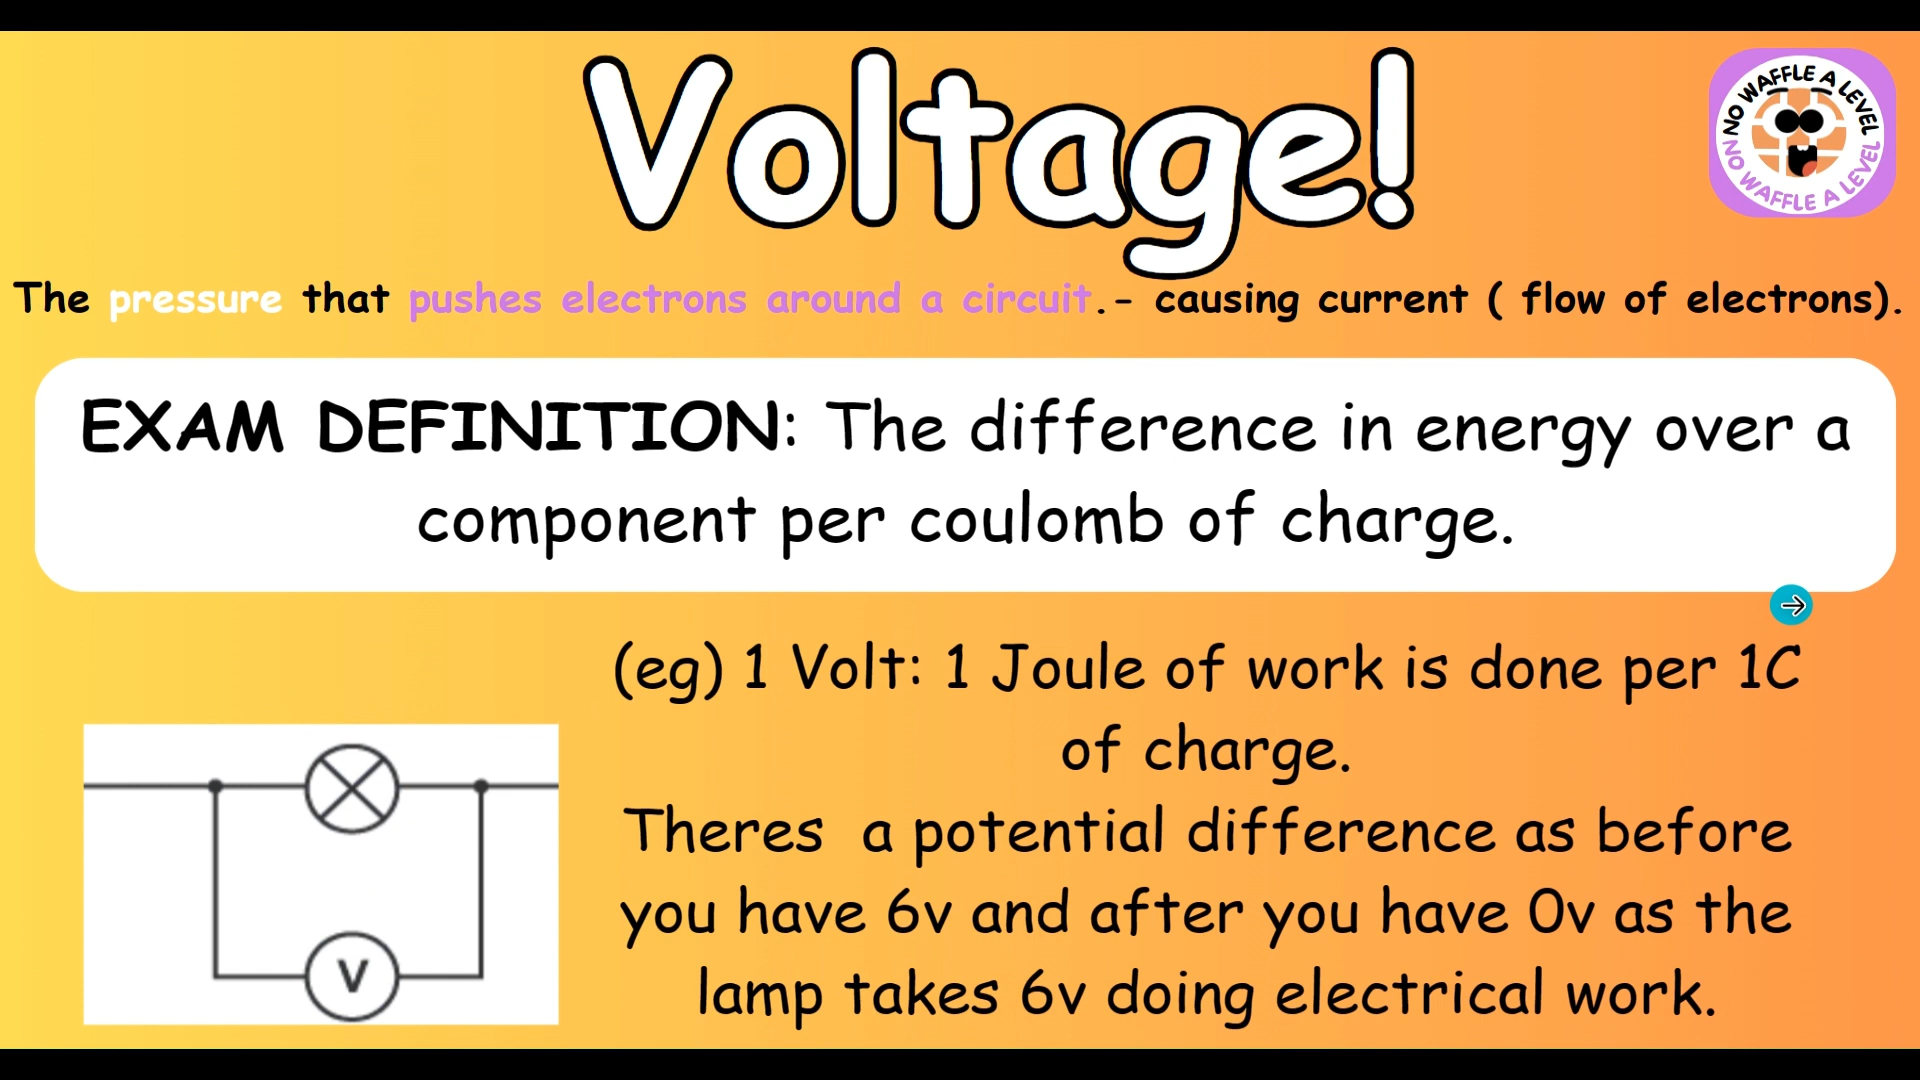 Voltage!
NO WAFFLE A LEVEL
NO WAFFLE A LEVEL
The pressure that pushes electrons around a circuit.- causing current ( flow of electrons).
EXAM DEFINITION: The difference in energy over a
component per coulomb of charge.
(eg) 1 Volt: 1 Joule of work is done per 1C
of charge.
Theres a potential difference as before
you have 6v and after you have 0v as the
lamp takes 6v doing electrical work.
V